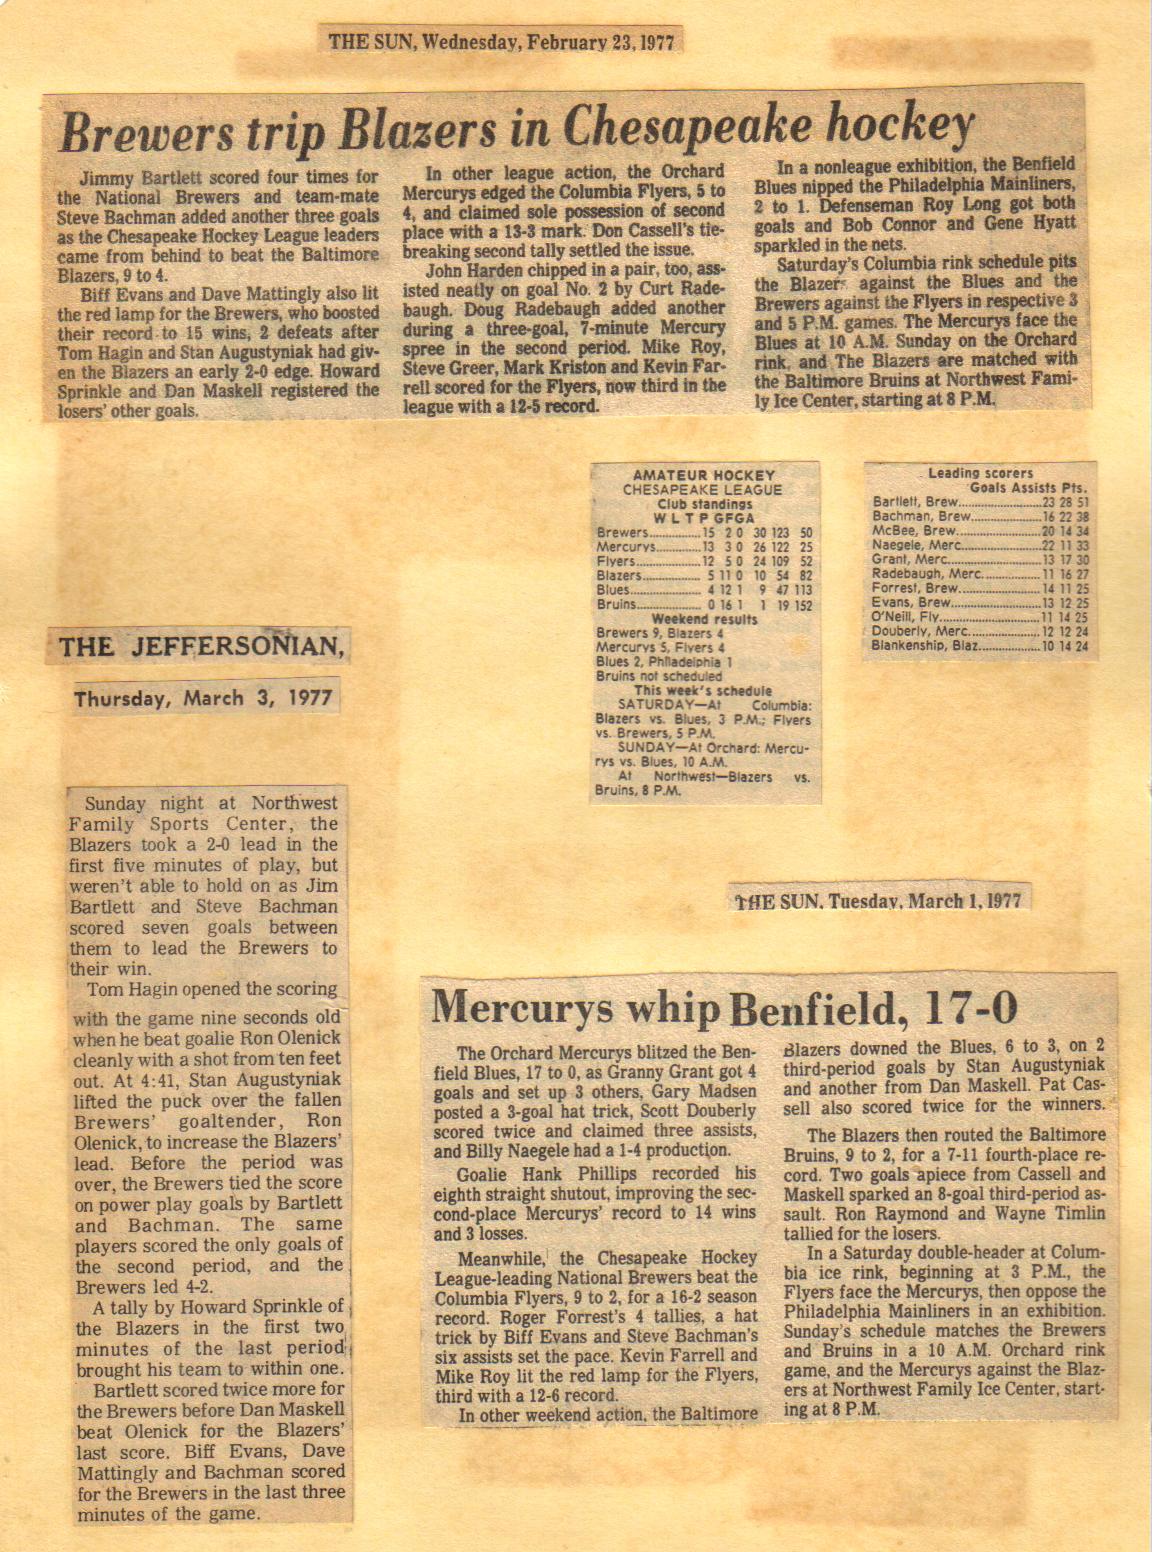 THE SUN, Wednesday, February 23, 1977
Brewers trip Blazers in Chesapeake hockey
Jimmy Bartlett scored four times for
the National Brewers and team-mate
Steve Bachman added another three goals
as the Chesapeake Hockey League leaders
came from behind to beat the Baltimore
Blazers, 9 to 4.
Biff Evans and Dave Mattingly also lit
the red lamp for the Brewers, who boosted
their record to 15 wins, 2 defeats after
Tom Hagin and Stan Augustyniak had giv-
en the Blazers an early 2-0 edge. Howard
Sprinkle and Dan Maskell registered the
losers' other goals.
In other league action, the Orchard
Mercurys edged the Columbia Flyers, 5 to
4, and claimed sole possession of second
place with a 13-3 mark. Don Cassell's tie-
breaking second tally settled the issue.
John Harden chipped in a pair, too, ass-
isted neatly on goal No. 2 by Curt Rade-
baugh. Doug Radebaugh added another
during a three-goal, 7-minute Mercury
spree in the second period. Mike Roy,
Steve Greer, Mark Kriston and Kevin Far-
rell scored for the Flyers, now third in the
league with a 12-5 record.
In a nonleague exhibition, the Benfield
Blues nipped the Philadelphia Mainliners,
2 to 1. Defenseman Roy Long got both
goals and Bob Connor and Gene Hyatt
sparkled in the nets.
Saturday's Columbia rink schedule pits
the Blazers against the Blues and the
Brewers against the Flyers in respective 3
and 5 P.M. games. The Mercurys face the
Blues at 10 A.M. Sunday on the Orchard
rink, and The Blazers are matched with
the Baltimore Bruins at Northwest Fami-
ly Ice Center, starting at 8 P.M.
AMATEUR HOCKEY
CHESAPEAKE LEAGUE
Club standings
W L T P GFGA
Brewers..............15 2 0 30 123 50
Mercurys.............13 3 0 26 122 25
Flyers...............12 5 0 24 109 52
Blazers.............. 5 11 0 10 54 82
Blues................ 4 12 1 9 47 113
Bruins............... 0 16 1 1 19 152
Weekend results
Brewers 9, Blazers 4
Mercurys 5, Flyers 4
Blues 2, Philadelphia 1
Bruins not scheduled
This week's schedule
SATURDAY—At Columbia:
Blazers vs. Blues, 3 P.M.; Flyers
vs. Brewers, 5 P.M.
SUNDAY—At Orchard: Mercu-
rys vs. Blues, 10 A.M.
At Northwest—Blazers vs.
Bruins, 8 P.M.
Leading scorers
Goals Assists Pts.
Bartlett, Brew.....................23 28 51
Bachman, Brew.....................16 22 38
McBee, Brew.......................20 14 34
Naegele, Merc.....................22 11 33
Grant, Merc.......................13 17 30
Radebaugh, Merc...................11 16 27
Forrest, Brew.....................14 11 25
Evans, Brew.......................13 12 25
O'Neill, Fly......................11 14 25
Douberly, Merc....................12 12 24
Blankenship, Blaz.................10 14 24
THE JEFFERSONIAN,
Thursday, March 3, 1977
Sunday night at Northwest
Family Sports Center, the
Blazers took a 2-0 lead in the
first five minutes of play, but
weren't able to hold on as Jim
Bartlett and Steve Bachman
scored seven goals between
them to lead the Brewers to
their win.
Tom Hagin opened the scoring
with the game nine seconds old
when he beat goalie Ron Olenick
cleanly with a shot from ten feet
out. At 4:41, Stan Augustyniak
lifted the puck over the fallen
Brewers' goaltender, Ron
Olenick, to increase the Blazers'
lead. Before the period was
over, the Brewers tied the score
on power play goals by Bartlett
and Bachman. The same
players scored the only goals of
the second period, and the
Brewers led 4-2.
A tally by Howard Sprinkle of
the Blazers in the first two
minutes of the last period
brought his team to within one.
Bartlett scored twice more for
the Brewers before Dan Maskell
beat Olenick for the Blazers'
last score. Biff Evans, Dave
Mattingly and Bachman scored
for the Brewers in the last three
minutes of the game.
THE SUN, Tuesday, March 1, 1977
Mercurys whip Benfield, 17-0
The Orchard Mercurys blitzed the Ben-
field Blues, 17 to 0, as Granny Grant got 4
goals and set up 3 others, Gary Madsen
posted a 3-goal hat trick, Scott Douberly
scored twice and claimed three assists,
and Billy Naegele had a 1-4 production.
Goalie Hank Phillips recorded his
eighth straight shutout, improving the sec-
cond-place Mercurys' record to 14 wins
and 3 losses.
Meanwhile, the Chesapeake Hockey
League-leading National Brewers beat the
Columbia Flyers, 9 to 2, for a 16-2 season
record. Roger Forrest's 4 tallies, a hat
trick by Biff Evans and Steve Bachman's
six assists set the pace. Kevin Farrell and
Mike Roy lit the red lamp for the Flyers,
third with a 12-6 record.
In other weekend action, the Baltimore
Blazers downed the Blues, 6 to 3, on 2
third-period goals by Stan Augustyniak
and another from Dan Maskell. Pat Cas-
sell also scored twice for the winners.
The Blazers then routed the Baltimore
Bruins, 9 to 2, for a 7-11 fourth-place re-
cord. Two goals apiece from Cassell and
Maskell sparked an 8-goal third-period as-
sault. Ron Raymond and Wayne Timlin
tallied for the losers.
In a Saturday double-header at Colum-
bia ice rink, beginning at 3 P.M., the
Flyers face the Mercurys, then oppose the
Philadelphia Mainliners in an exhibition.
Sunday's schedule matches the Brewers
and Bruins in a 10 A.M. Orchard rink
game, and the Mercurys against the Blaz-
ers at Northwest Family Ice Center, start-
ing at 8 P.M.